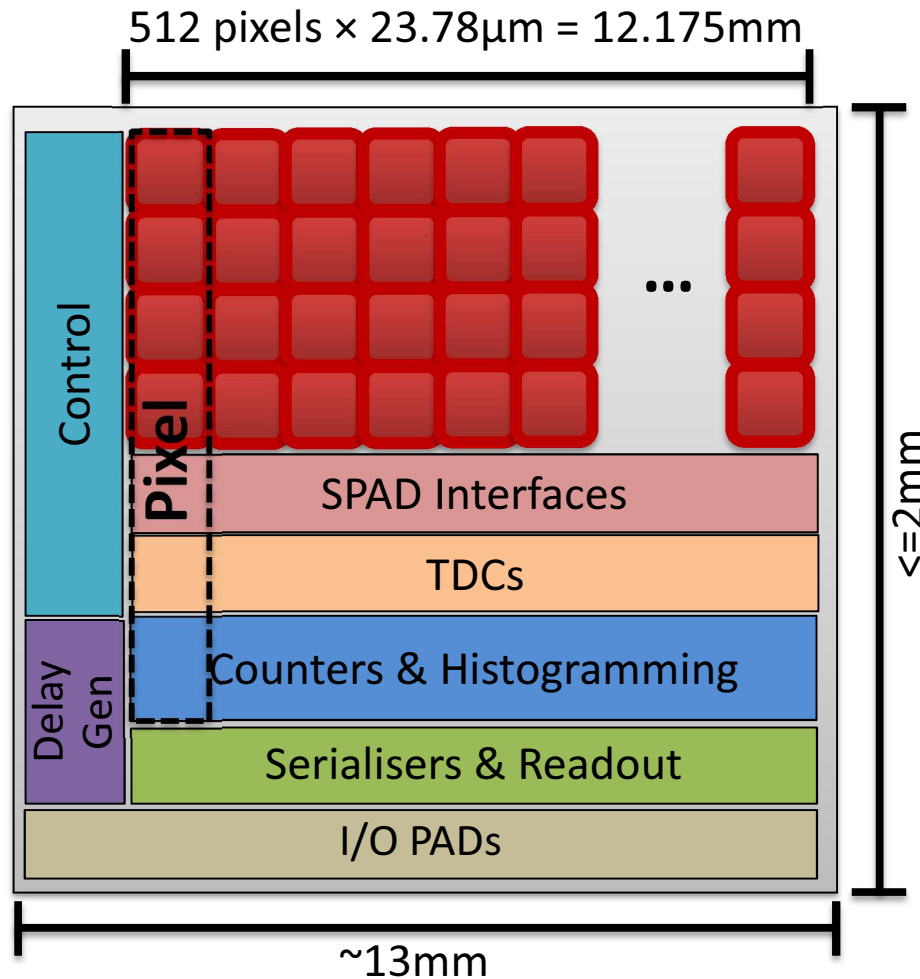 512 pixels × 23.78μm = 12.175mm
Control
Pixel
...
SPAD Interfaces
TDCs
<=2mm
Counters & Histogramming
Delay
Gen
Serialisers & Readout
I/O PADs
~13mm